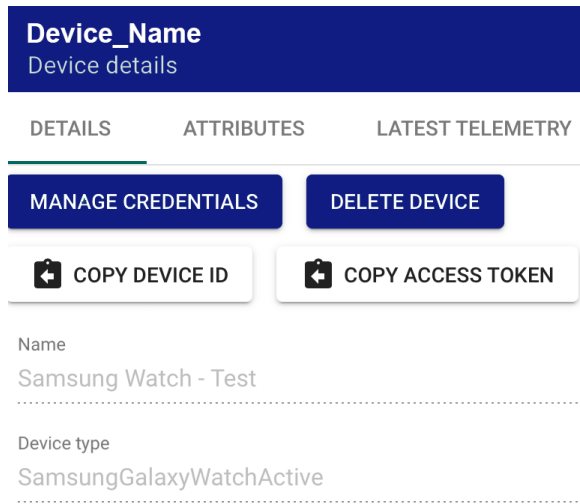 Device_Name
Device details
DETAILS ATTRIBUTES LATEST TELEMETRY
MANAGE CREDENTIALS DELETE DEVICE
COPY DEVICE ID COPY ACCESS TOKEN
Name
Samsung Watch - Test
Device type
SamsungGalaxyWatchActive